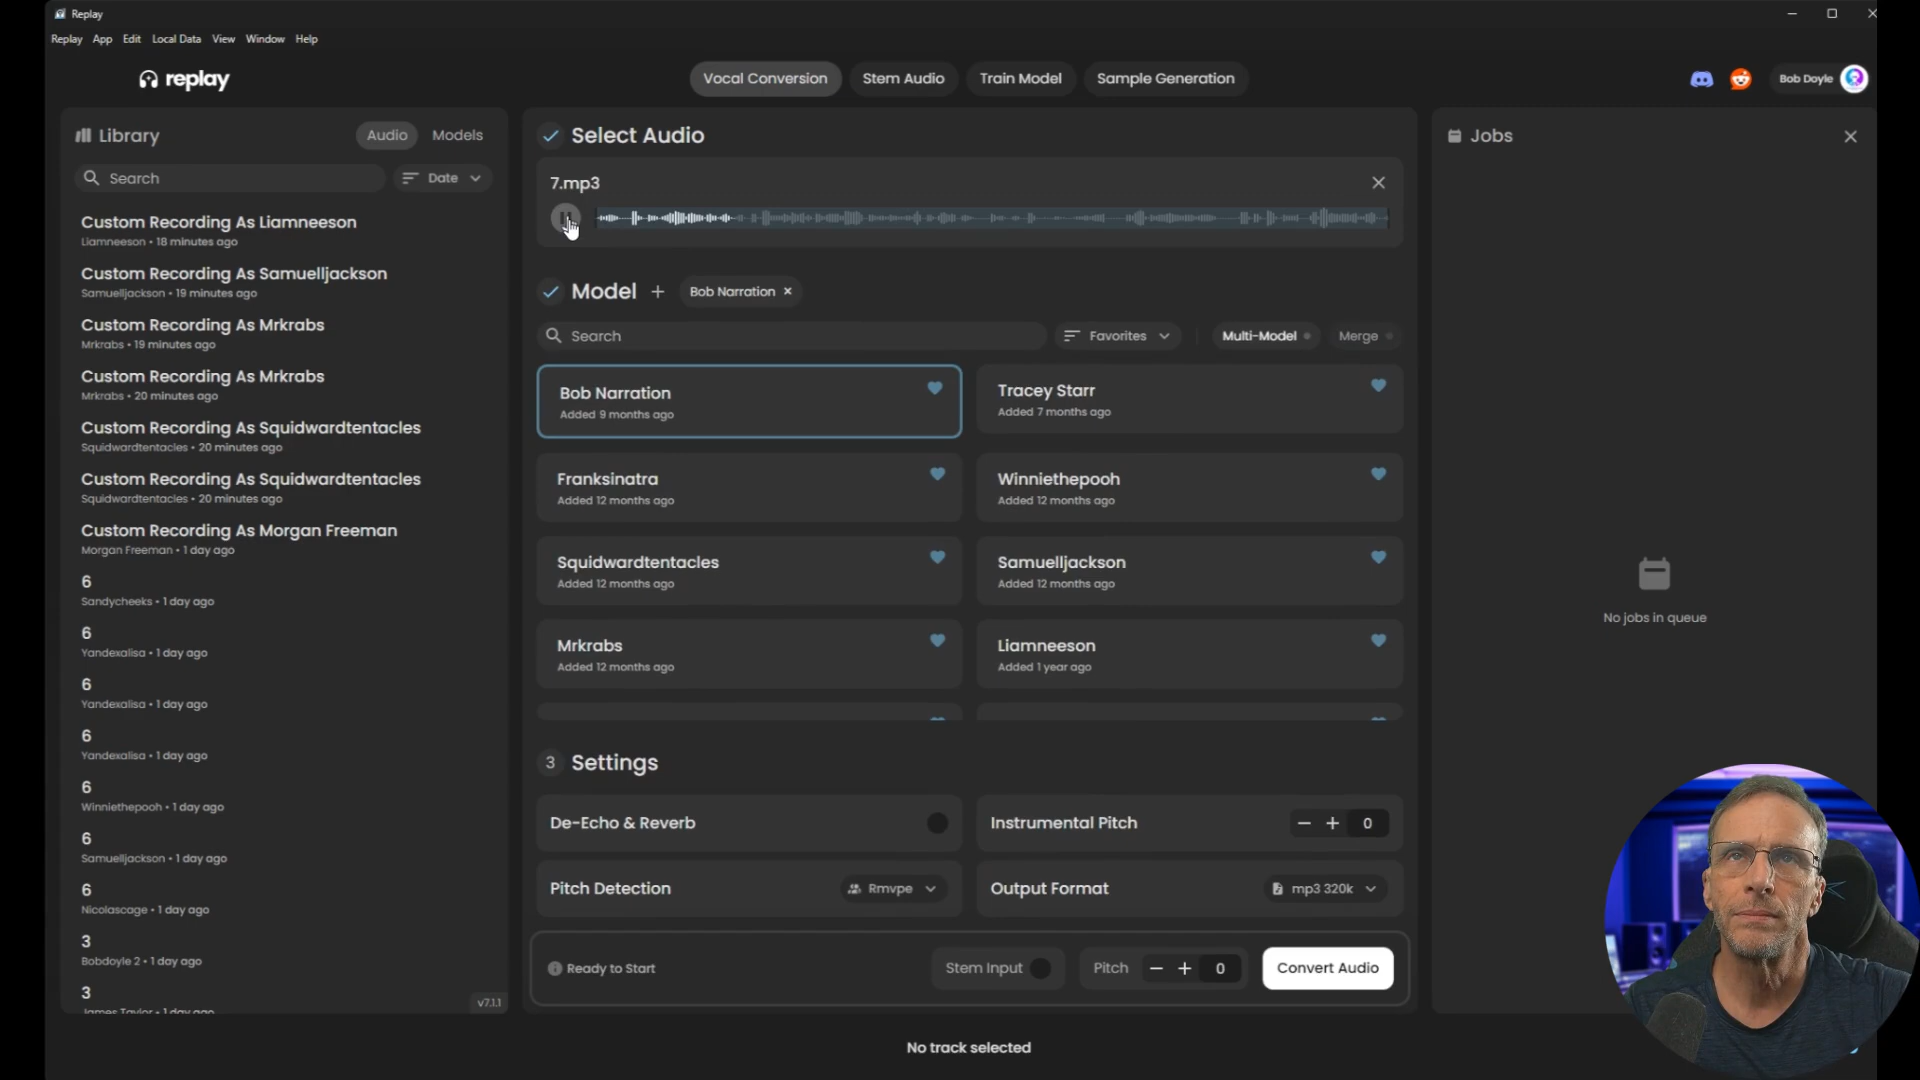 Replay
Replay App Edit Local Data View Window Help
replay
Vocal Conversion
Stem Audio
Train Model
Sample Generation
Bob Doyle
Library
Audio
Models
Search
Date
Custom Recording As Liamneeson
Liamneeson • 18 minutes ago
Custom Recording As Samuelljackson
Samuelljackson • 19 minutes ago
Custom Recording As Mrkrabs
Mrkrabs • 19 minutes ago
Custom Recording As Mrkrabs
Mrkrabs • 20 minutes ago
Custom Recording As Squidwardtentacles
Squidwardtentacles • 20 minutes ago
Custom Recording As Squidwardtentacles
Squidwardtentacles • 20 minutes ago
Custom Recording As Morgan Freeman
Morgan Freeman • 1 day ago
6
Sandycheeks • 1 day ago
6
Yandexalisa • 1 day ago
6
Yandexalisa • 1 day ago
6
Yandexalisa • 1 day ago
6
Winniethepooh • 1 day ago
6
Samuelljackson • 1 day ago
6
Nicolascage • 1 day ago
3
Bobdoyle 2 • 1 day ago
3
James Taylor • 1 day ago
v7.1.1
Select Audio
7.mp3
Model
Bob Narration
Search
Favorites
Multi-Model
Merge
Bob Narration
Added 9 months ago
Tracey Starr
Added 7 months ago
Franksinatra
Added 12 months ago
Winniethepooh
Added 12 months ago
Squidwardtentacles
Added 12 months ago
Samuelljackson
Added 12 months ago
Mrkrabs
Added 12 months ago
Liamneeson
Added 1 year ago
3 Settings
De-Echo & Reverb
Instrumental Pitch
0
Pitch Detection
Rmvpe
Output Format
mp3 320k
Ready to Start
Stem Input
Pitch
0
Convert Audio
Jobs
No jobs in queue
No track selected